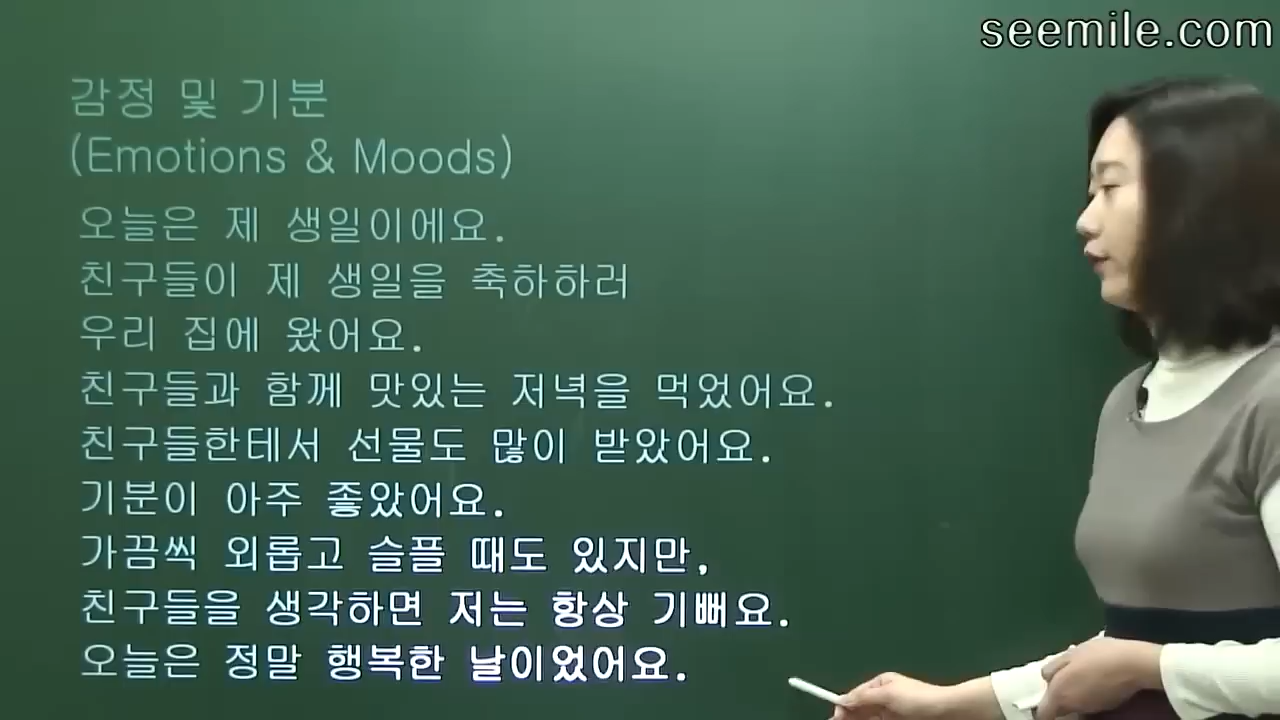 seemile.com
감정 및 기분
(Emotions & Moods)
오늘은 제 생일이에요.
친구들이 제 생일을 축하하러
우리 집에 왔어요.
친구들과 함께 맛있는 저녁을 먹었어요.
친구들한테서 선물도 많이 받았어요.
기분이 아주 좋았어요.
가끔씩 외롭고 슬플 때도 있지만,
친구들을 생각하면 저는 항상 기뻐요.
오늘은 정말 행복한 날이었어요.